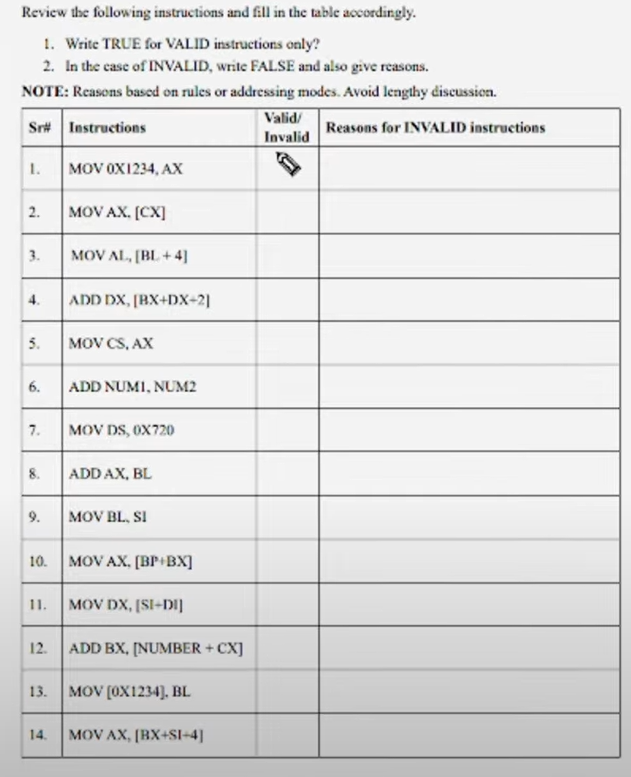 Review the following instructions and fill in the table accordingly.
1. Write TRUE for VALID instructions only?
2. In the case of INVALID, write FALSE and also give reasons.
NOTE: Reasons based on rules or addressing modes. Avoid lengthy discussion.
Sr# Instructions Valid/ Invalid Reasons for INVALID instructions
1. MOV 0X1234, AX
2. MOV AX, [CX]
3. MOV AL, [BL + 4]
4. ADD DX, [BX+DX+2]
5. MOV CS, AX
6. ADD NUM1, NUM2
7. MOV DS, 0X720
8. ADD AX, BL
9. MOV BL, SI
10. MOV AX, [BP+BX]
11. MOV DX, [SI+DI]
12. ADD BX, [NUMBER + CX]
13. MOV [0X1234], BL
14. MOV AX, [BX+SI+4]